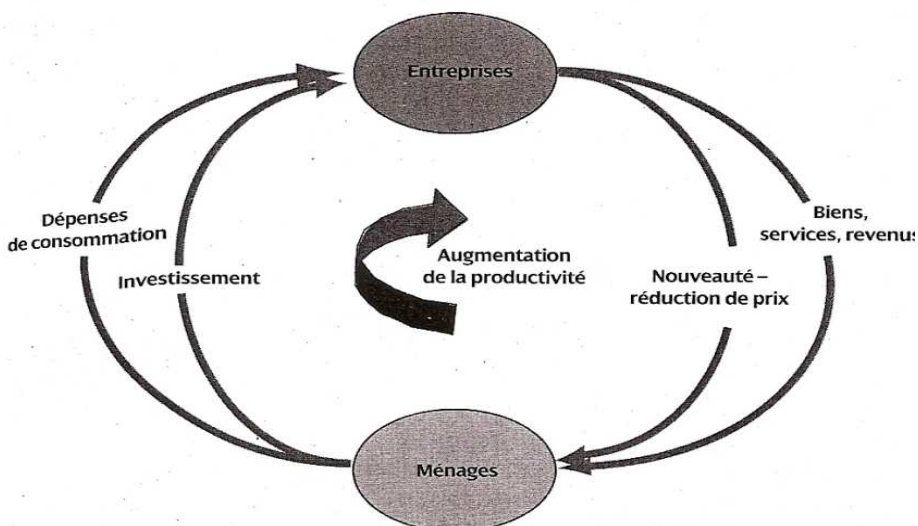 Entreprises
Dépenses
de consommation
Investissement
Augmentation
de la productivité
Biens,
services, revenus
Nouveauté –
réduction de prix
Ménages